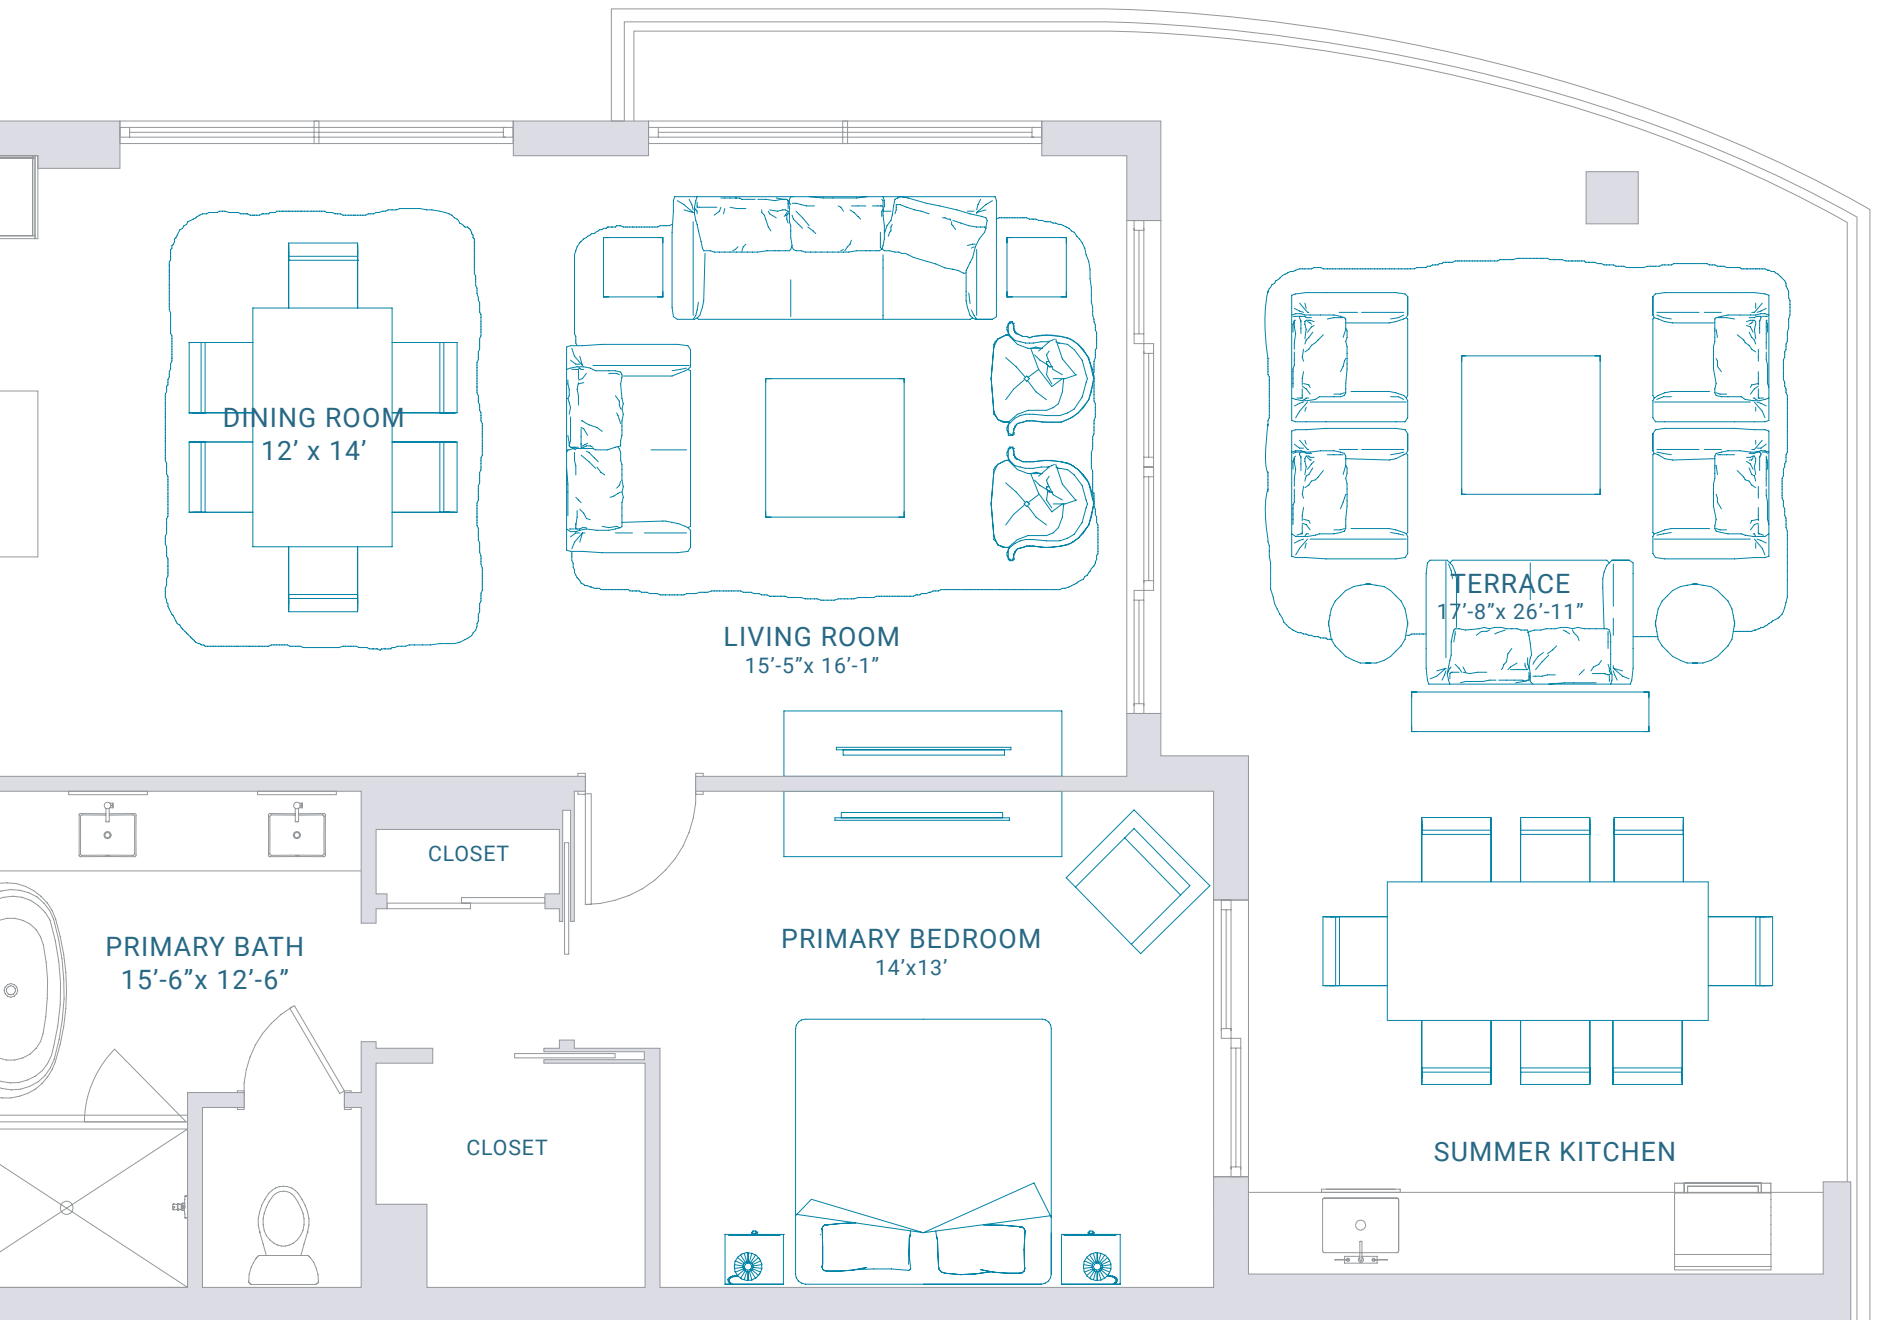 DINING ROOM
12’ x 14’
LIVING ROOM
15’-5”x 16’-1”
TERRACE
17’-8”x 26’-11”
CLOSET
PRIMARY BATH
15’-6”x 12’-6”
PRIMARY BEDROOM
14’x13’
CLOSET
SUMMER KITCHEN